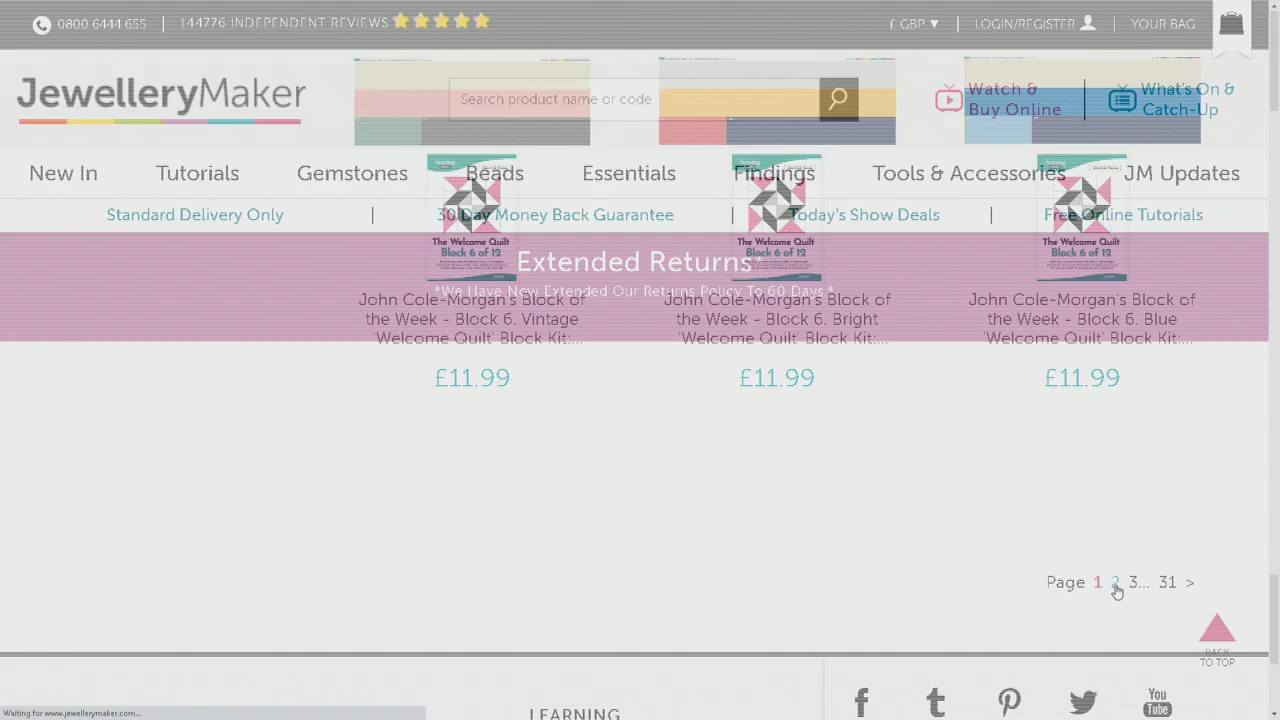 0800 6444 655 | 144776 INDEPENDENT REVIEWS
£ GBP ▼ | LOGIN/REGISTER | YOUR BAG
JewelleryMaker
Search product name or code
Watch &
Buy Online
What's On &
Catch-Up
New In Tutorials Gemstones Beads Essentials Findings Tools & Accessories JM Updates
Standard Delivery Only | 30 Day Money Back Guarantee | Today's Show Deals | Free Online Tutorials
The Welcome Quilt
Block 6 of 12
The Welcome Quilt
Block 6 of 12
The Welcome Quilt
Block 6 of 12
Extended Returns*
*We Have Now Extended Our Returns Policy To 60 Days *
John Cole-Morgan's Block of
the Week - Block 6. Vintage
'Welcome Quilt' Block Kit:...
£11.99
John Cole-Morgan's Block of
the Week - Block 6. Bright
'Welcome Quilt' Block Kit:...
£11.99
John Cole-Morgan's Block of
the Week - Block 6. Blue
'Welcome Quilt' Block Kit:...
£11.99
Page 1 2 3... 31 >
BACK
TO TOP
LEARNING
You
Tube
Waiting for www.jewellerymaker.com...